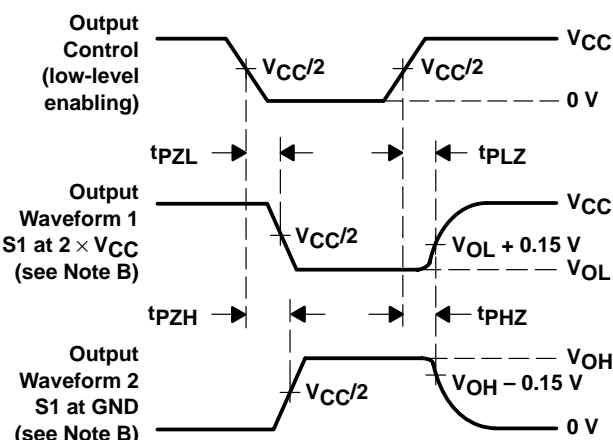 Output
Control
(low-level
enabling)
VCC
VCC/2
VCC/2
0 V
tPZL
tPLZ
Output
Waveform 1
S1 at 2 × VCC
(see Note B)
VCC
VCC/2
VOL + 0.15 V
VOL
tPZH
tPHZ
Output
Waveform 2
S1 at GND
(see Note B)
VOH
VCC/2
VOH – 0.15 V
0 V